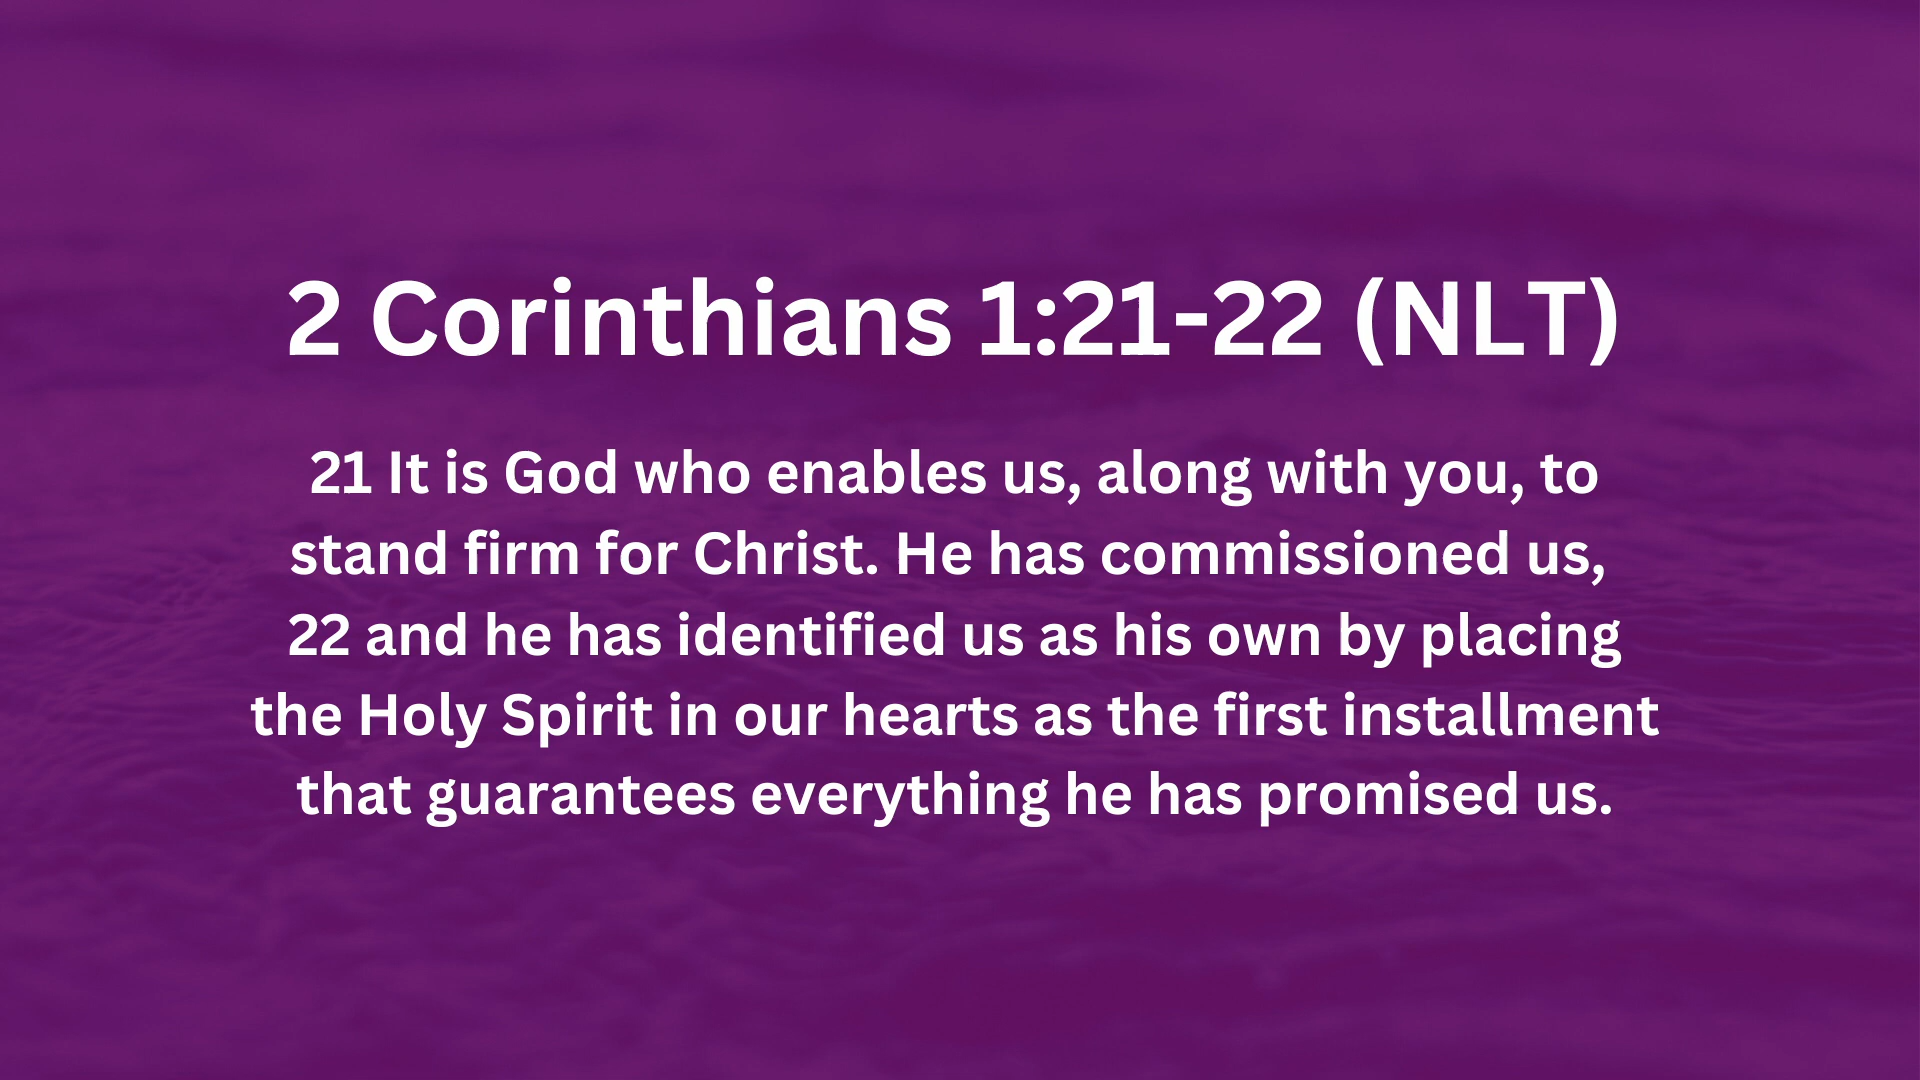 2 Corinthians 1:21-22 (NLT)
21 It is God who enables us, along with you, to
stand firm for Christ. He has commissioned us,
22 and he has identified us as his own by placing
the Holy Spirit in our hearts as the first installment
that guarantees everything he has promised us.